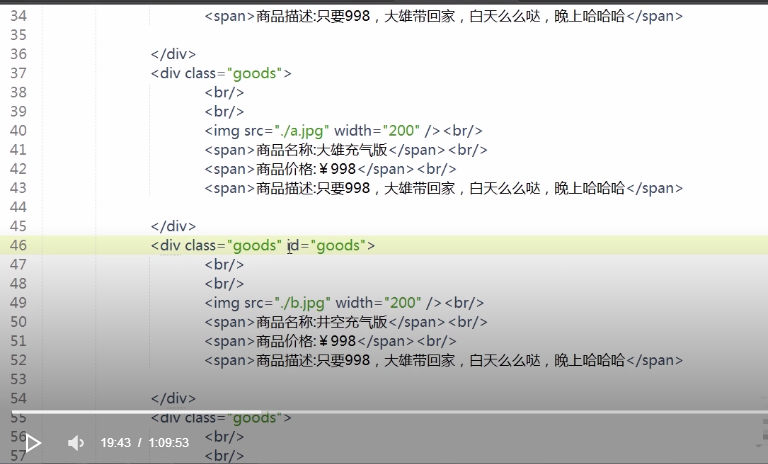 34 <span>商品描述:只要998，大雄带回家，白天么么哒，晚上哈哈哈</span>
35
36 </div>
37 <div class="goods">
38 <br/>
39 <br/>
40 <img src="./a.jpg" width="200" /><br/>
41 <span>商品名称:大雄充气版</span><br/>
42 <span>商品价格:￥998</span><br/>
43 <span>商品描述:只要998，大雄带回家，白天么么哒，晚上哈哈哈</span>
44
45 </div>
46 <div class="goods" id="goods">
47 <br/>
48 <br/>
49 <img src="./b.jpg" width="200" /><br/>
50 <span>商品名称:井空充气版</span><br/>
51 <span>商品价格:￥998</span><br/>
52 <span>商品描述:只要998，大雄带回家，白天么么哒，晚上哈哈哈</span>
53
54 </div>
55 <div class="goods">
56 <br/>
19:43 / 1:09:53
57 <br/>